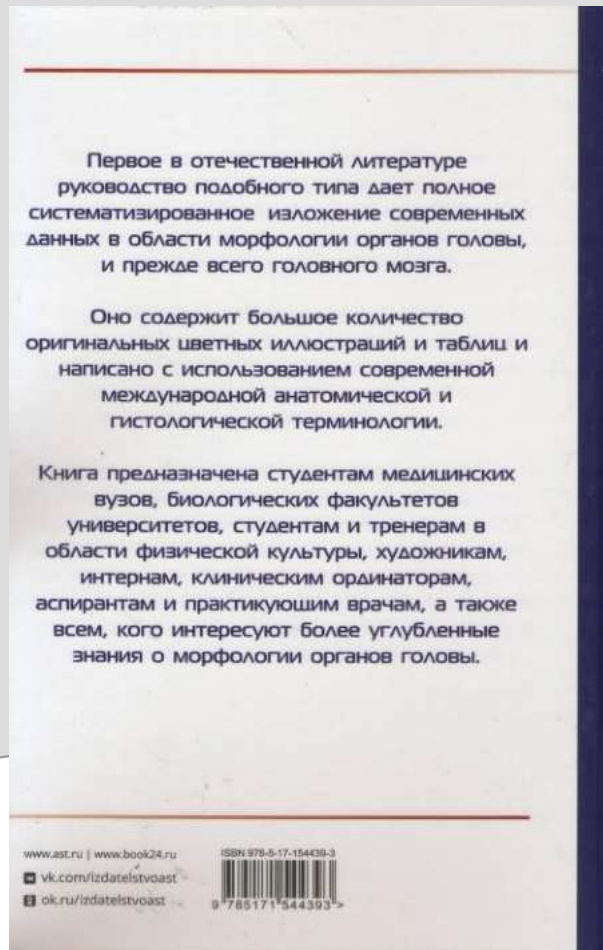 Первое в отечественной литературе
руководство подобного типа дает полное
систематизированное изложение современных
данных в области морфологии органов головы,
и прежде всего головного мозга.
Оно содержит большое количество
оригинальных цветных иллюстраций и таблиц и
написано с использованием современной
международной анатомической и
гистологической терминологии.
Книга предназначена студентам медицинских
вузов, биологических факультетов
университетов, студентам и тренерам в
области физической культуры, художникам,
интернам, клиническим ординаторам,
аспирантам и практикующим врачам, а также
всем, кого интересуют более углубленные
знания о морфологии органов головы.
www.ast.ru | www.book24.ru
vk.com/izdatelstvoast
ok.ru/izdatelstvoast
ISBN 978-5-17-154439-3
9 785171 544393 >